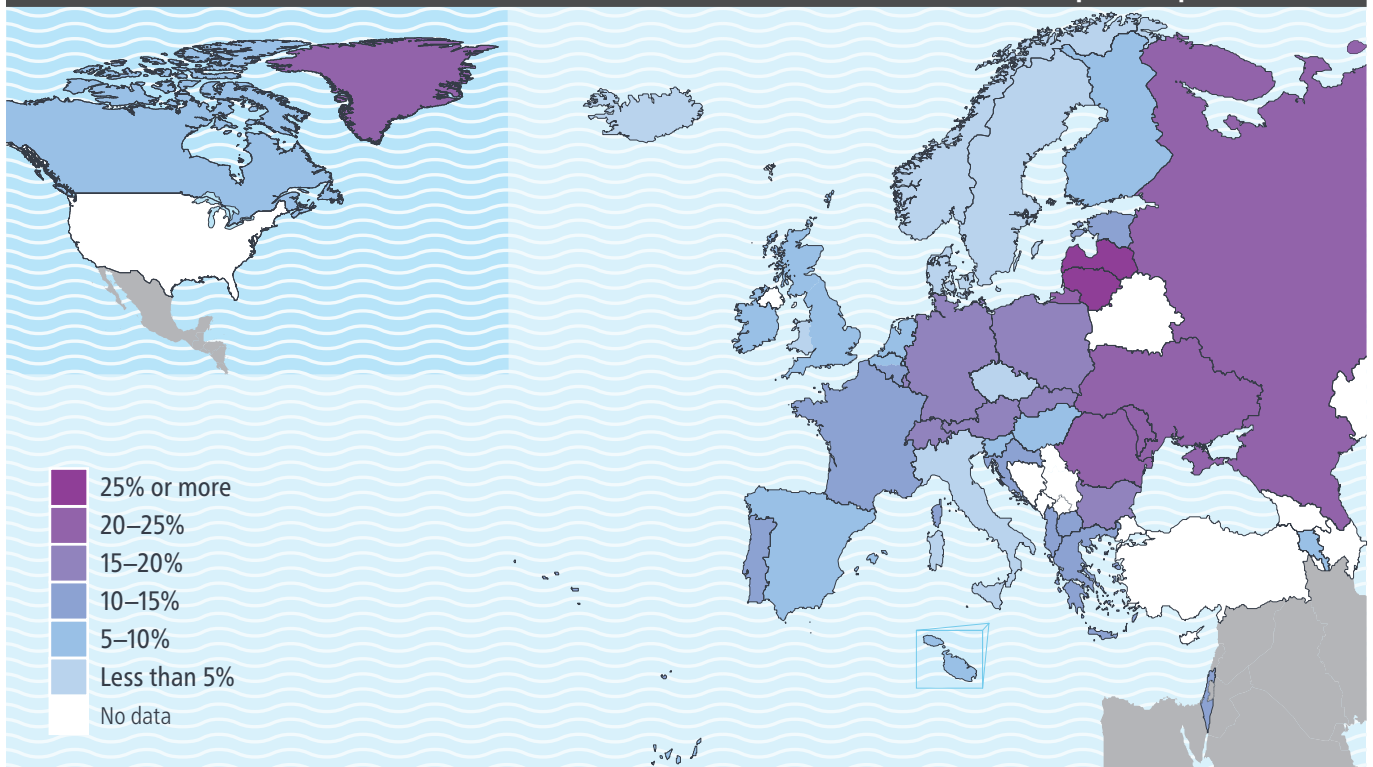 25% or more
20–25%
15–20%
10–15%
5–10%
Less than 5%
No data